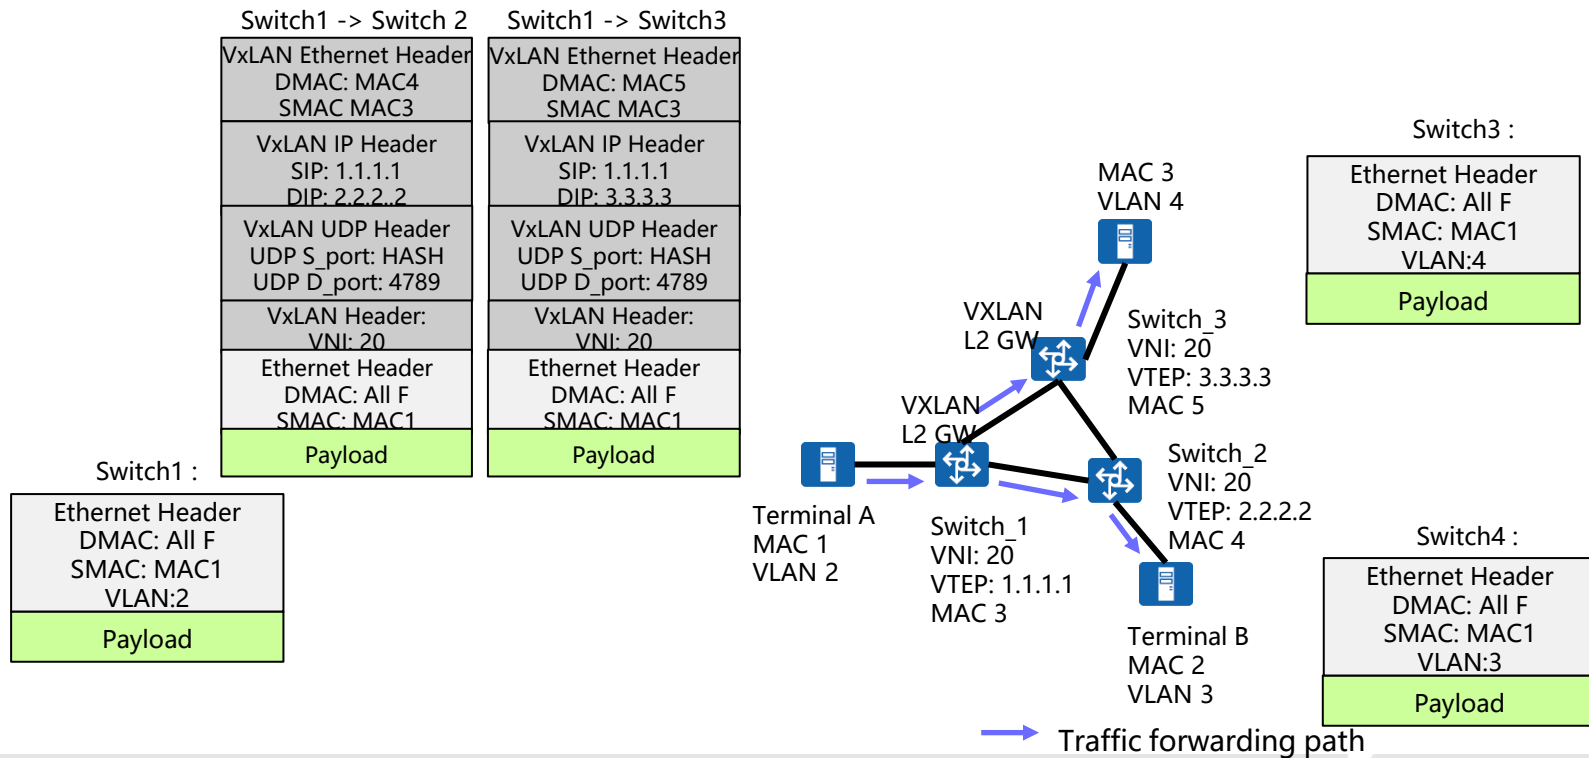 Switch1 -> Switch 2
VxLAN Ethernet Header
DMAC: MAC4
SMAC MAC3
VxLAN IP Header
SIP: 1.1.1.1
DIP: 2.2.2..2
VxLAN UDP Header
UDP S_port: HASH
UDP D_port: 4789
VxLAN Header:
VNI: 20
Ethernet Header
DMAC: All F
SMAC: MAC1
Payload
Switch1 -> Switch3
VxLAN Ethernet Header
DMAC: MAC5
SMAC MAC3
VxLAN IP Header
SIP: 1.1.1.1
DIP: 3.3.3.3
VxLAN UDP Header
UDP S_port: HASH
UDP D_port: 4789
VxLAN Header:
VNI: 20
Ethernet Header
DMAC: All F
SMAC: MAC1
Payload
Switch1 :
Ethernet Header
DMAC: All F
SMAC: MAC1
VLAN:2
Payload
MAC 3
VLAN 4
VXLAN
L2 GW
Switch_3
VNI: 20
VTEP: 3.3.3.3
MAC 5
VXLAN
L2 GW
Terminal A
MAC 1
VLAN 2
Switch_1
VNI: 20
VTEP: 1.1.1.1
MAC 3
Switch_2
VNI: 20
VTEP: 2.2.2.2
MAC 4
Terminal B
MAC 2
VLAN 3
Traffic forwarding path
Switch3 :
Ethernet Header
DMAC: All F
SMAC: MAC1
VLAN:4
Payload
Switch4 :
Ethernet Header
DMAC: All F
SMAC: MAC1
VLAN:3
Payload